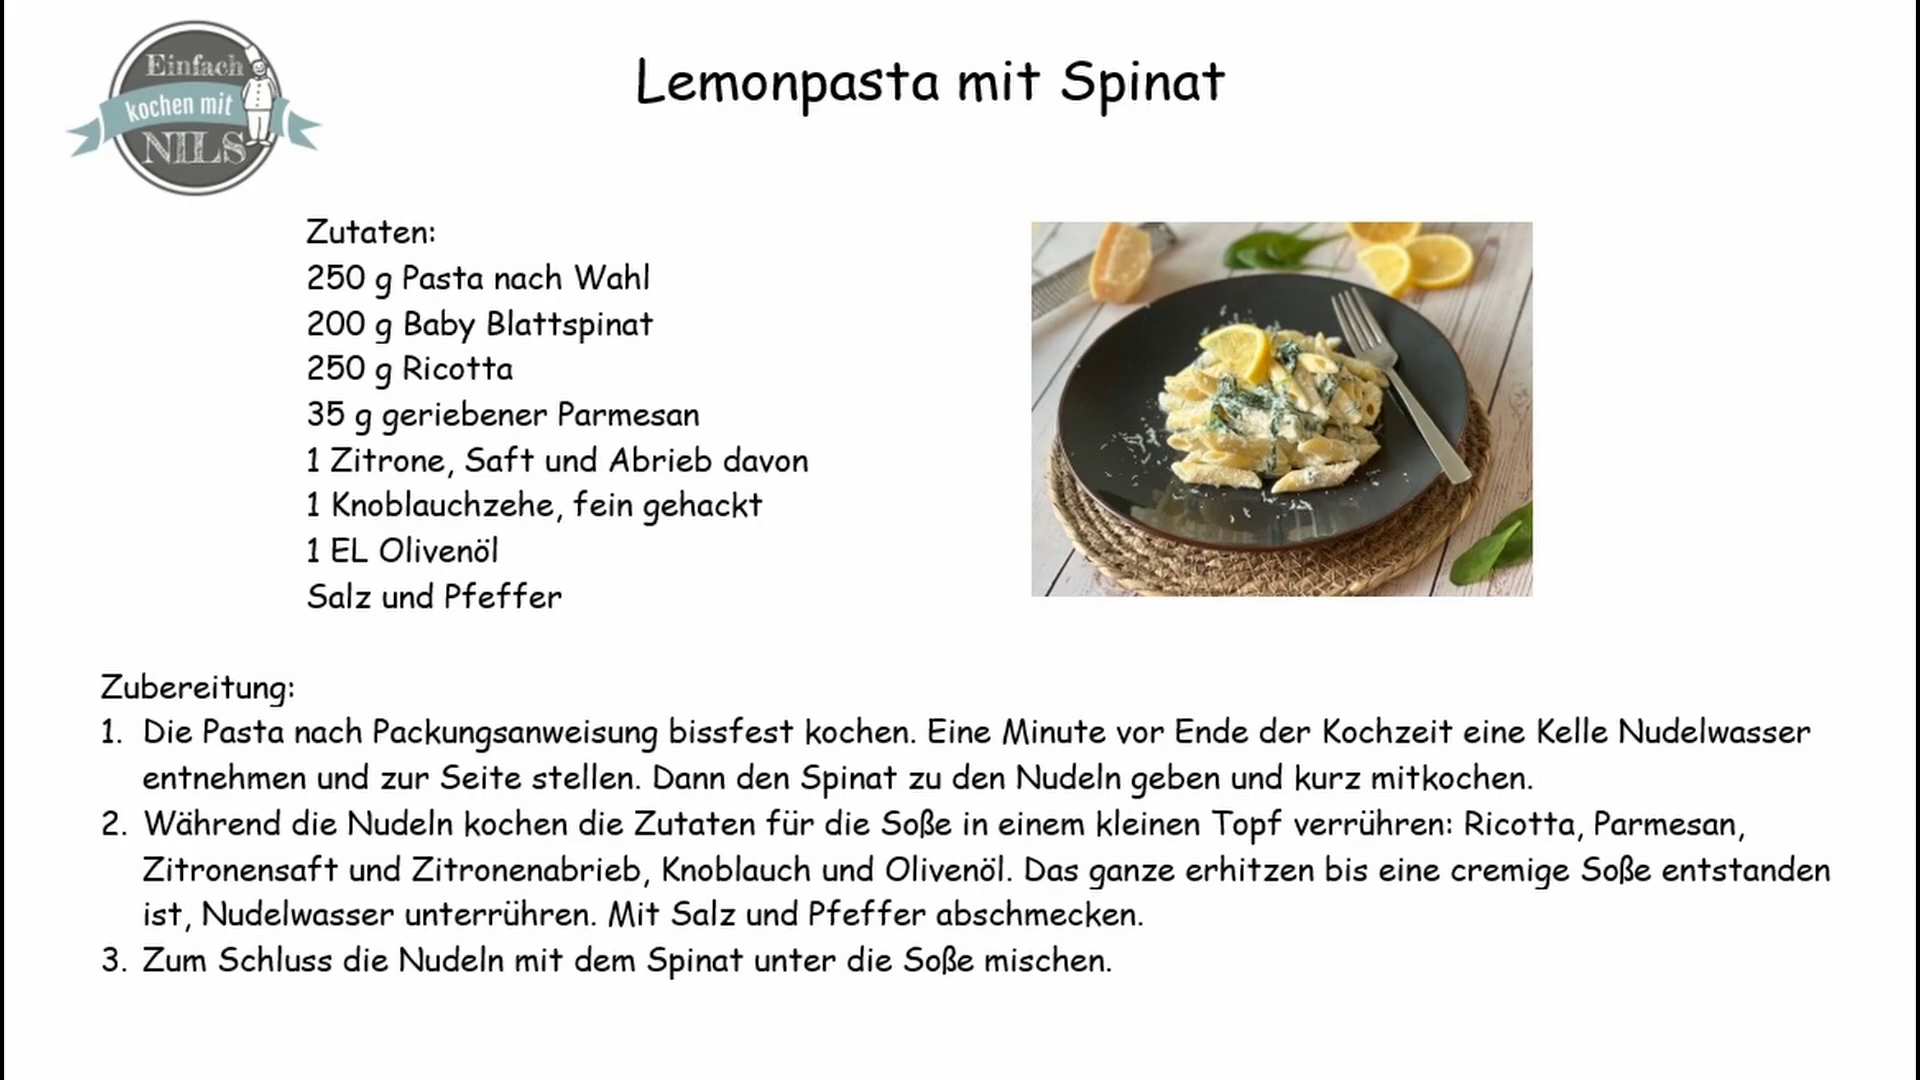 Einfach
kochen mit
NILS
Lemonpasta mit Spinat
Zutaten:
250 g Pasta nach Wahl
200 g Baby Blattspinat
250 g Ricotta
35 g geriebener Parmesan
1 Zitrone, Saft und Abrieb davon
1 Knoblauchzehe, fein gehackt
1 EL Olivenöl
Salz und Pfeffer
Zubereitung:
1. Die Pasta nach Packungsanweisung bissfest kochen. Eine Minute vor Ende der Kochzeit eine Kelle Nudelwasser
entnehmen und zur Seite stellen. Dann den Spinat zu den Nudeln geben und kurz mitkochen.
2. Während die Nudeln kochen die Zutaten für die Soße in einem kleinen Topf verrühren: Ricotta, Parmesan,
Zitronensaft und Zitronenabrieb, Knoblauch und Olivenöl. Das ganze erhitzen bis eine cremige Soße entstanden
ist, Nudelwasser unterrühren. Mit Salz und Pfeffer abschmecken.
3. Zum Schluss die Nudeln mit dem Spinat unter die Soße mischen.